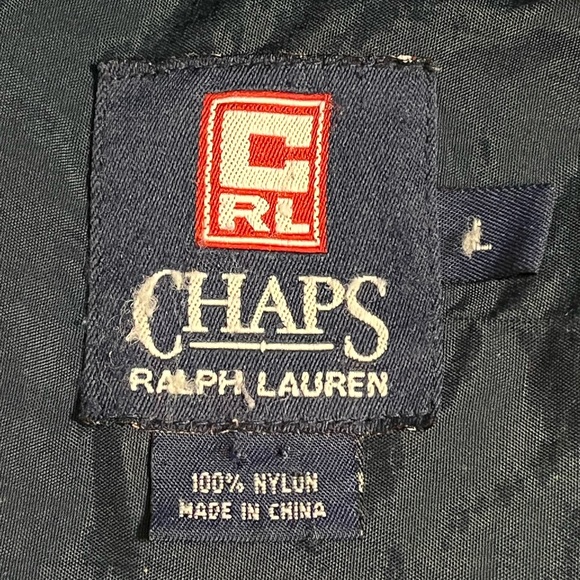 C
RL
L
CHAPS
RALPH LAUREN
100% NYLON
MADE IN CHINA